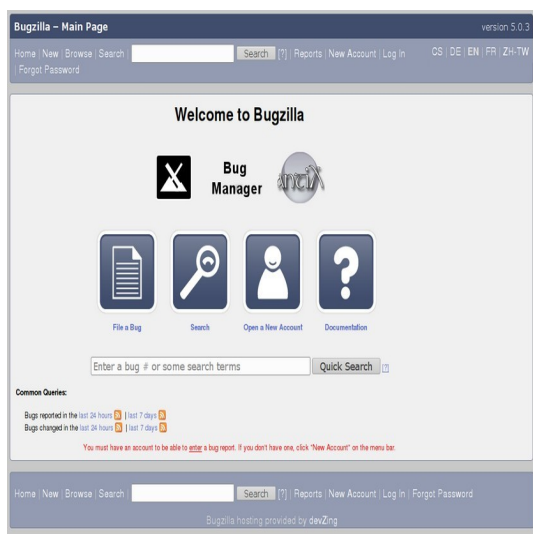 Bugzilla – Main Page
version 5.0.3
Home | New | Browse | Search | Search [?] | Reports | New Account | Log In
| Forgot Password
CS | DE | EN | FR | ZH-TW
Welcome to Bugzilla
Bug
Manager
antiX
File a Bug
Search
Open a New Account
Documentation
Enter a bug # or some search terms
Quick Search [?]
Common Queries:
Bugs reported in the last 24 hours | last 7 days
Bugs changed in the last 24 hours | last 7 days
You must have an account to be able to enter a bug report. If you don't have one, click "New Account" on the menu bar.
Home | New | Browse | Search | Search [?] | Reports | New Account | Log In | Forgot Password
Bugzilla hosting provided by devZing